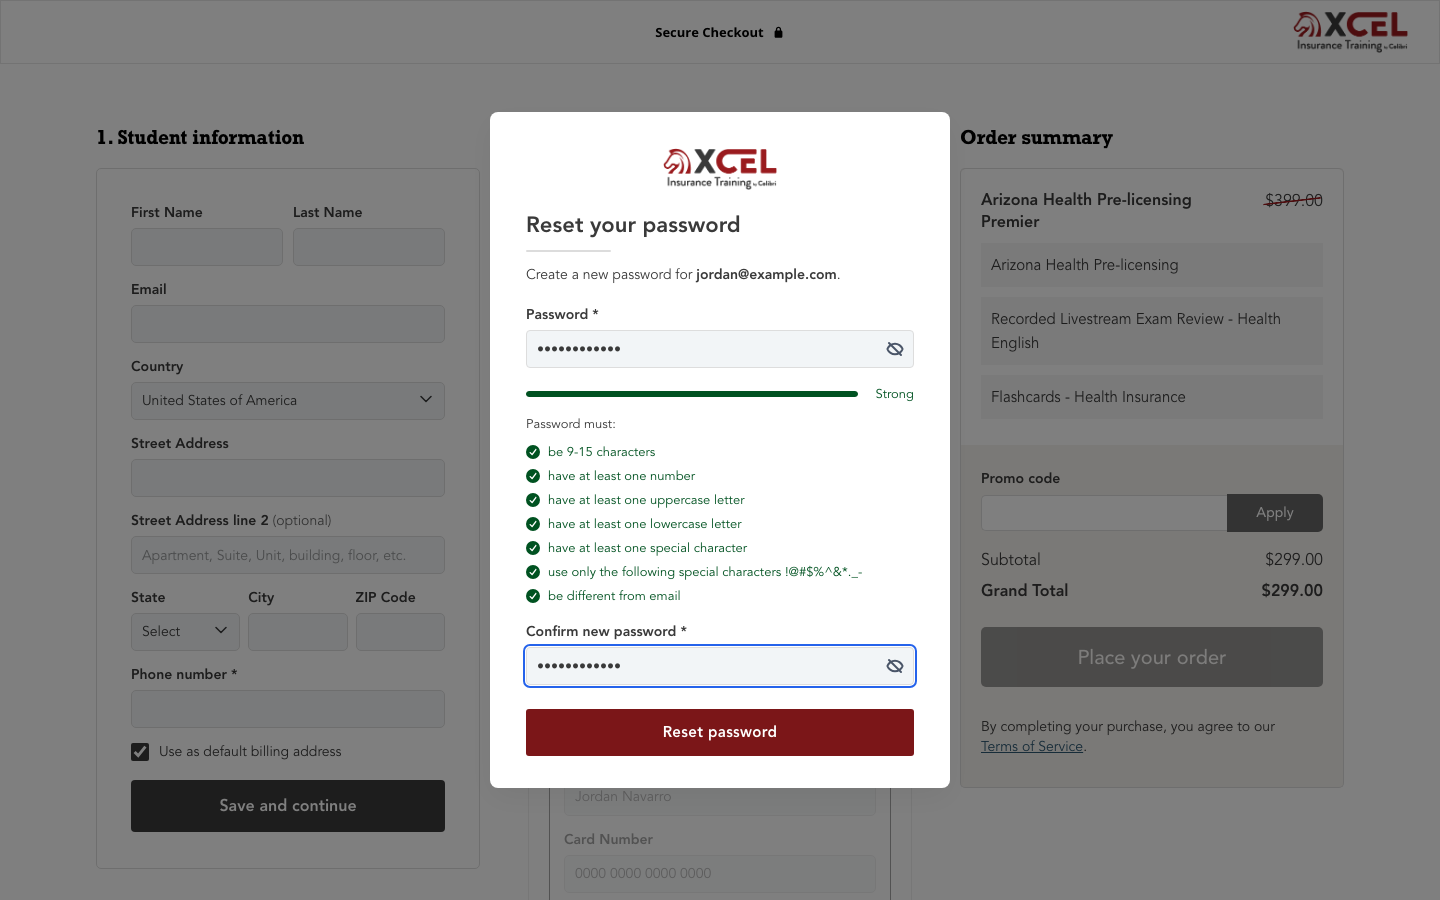 Secure Checkout
XCEL
Insurance Training by Calibri
1. Student information
First Name
Last Name
Email
Country
United States of America
Street Address
Street Address line 2 (optional)
Apartment, Suite, Unit, building, floor, etc.
State
City
ZIP Code
Select
Phone number *
Use as default billing address
Save and continue
XCEL
Insurance Training by Calibri
Reset your password
Create a new password for jordan@example.com.
Password *
••••••••••••
Strong
Password must:
be 9-15 characters
have at least one number
have at least one uppercase letter
have at least one lowercase letter
have at least one special character
use only the following special characters !@#$%^&*._-
be different from email
Confirm new password *
••••••••••••
Reset password
Jordan Navarro
Card Number
0000 0000 0000 0000
Order summary
Arizona Health Pre-licensing
Premier
$399.00
Arizona Health Pre-licensing
Recorded Livestream Exam Review - Health
English
Flashcards - Health Insurance
Promo code
Apply
Subtotal
$299.00
Grand Total
$299.00
Place your order
By completing your purchase, you agree to our
Terms of Service.